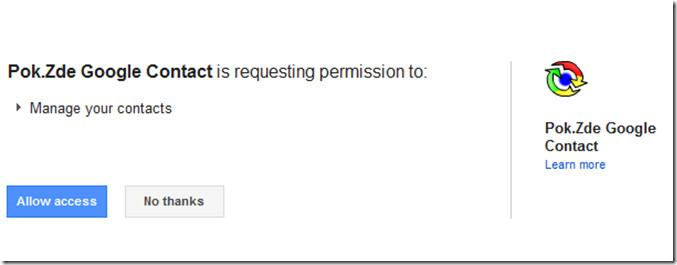 Pok.Zde Google Contact is requesting permission to:
Manage your contacts
Allow access
No thanks
Pok.Zde Google
Contact
Learn more